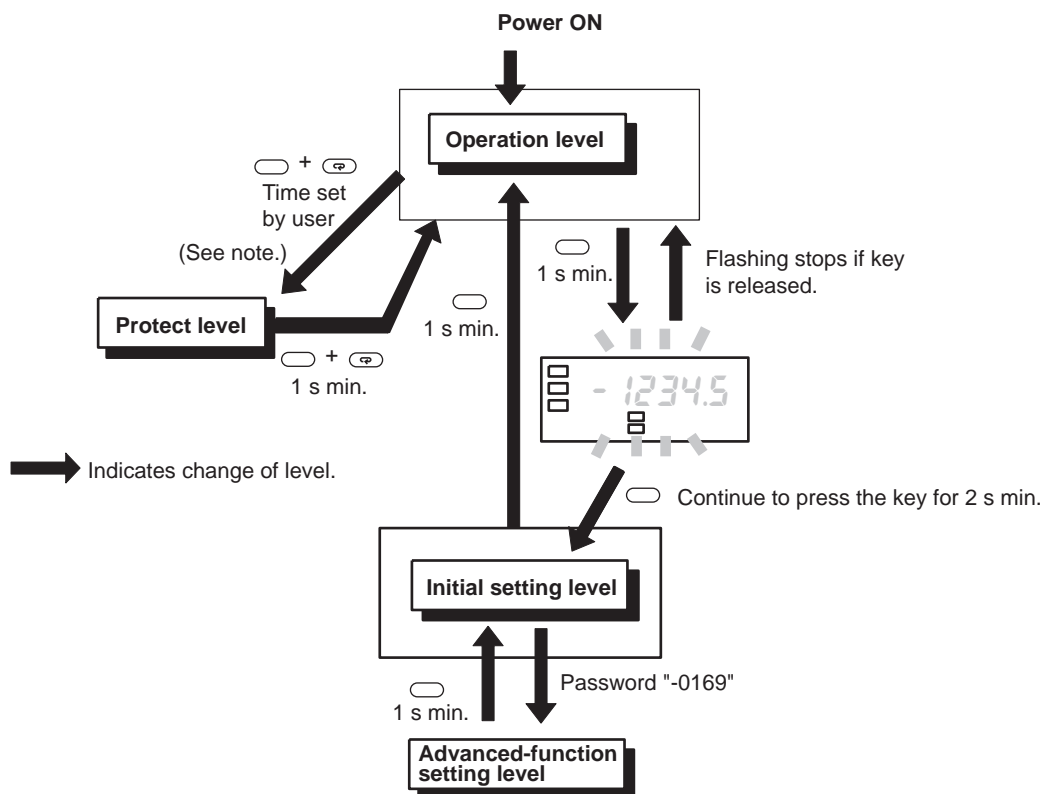 Power ON
Operation level
+
Time set
by user
(See note.)
1 s min.
Flashing stops if key
is released.
1 s min.
Protect level
+
1 s min.
- 1234.5
Indicates change of level.
Continue to press the key for 2 s min.
Initial setting level
Password "-0169"
1 s min.
Advanced-function
setting level